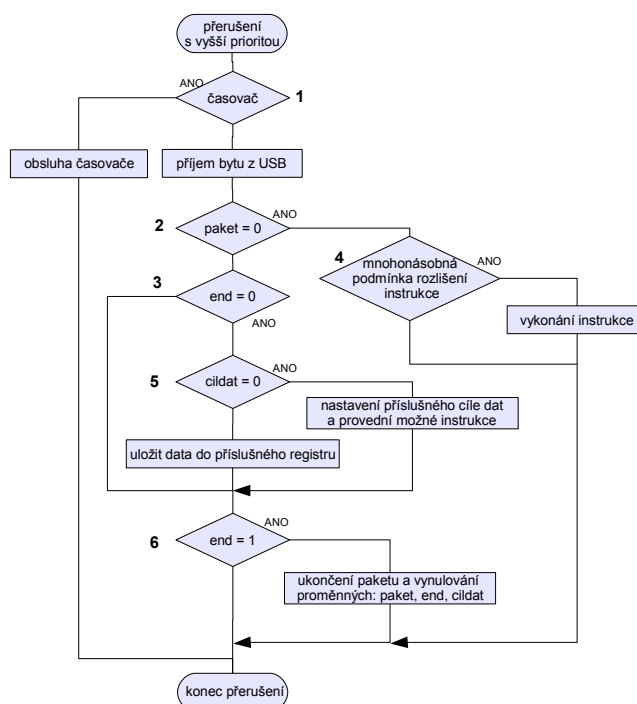 přerušení
s vyšší prioritou
ANO
časovač
1
obsluha časovače
příjem bytu z USB
2
paket = 0
ANO
4
mnohonásobná
podmínka rozlišení
instrukce
ANO
3
end = 0
ANO
vykonání instrukce
5
cildat = 0
ANO
nastavení příslušného cíle dat
a provední možné instrukce
uložit data do příslušného registru
6
end = 1
ANO
ukončení paketu a vynulování
proměnných: paket, end, cildat
konec přerušení